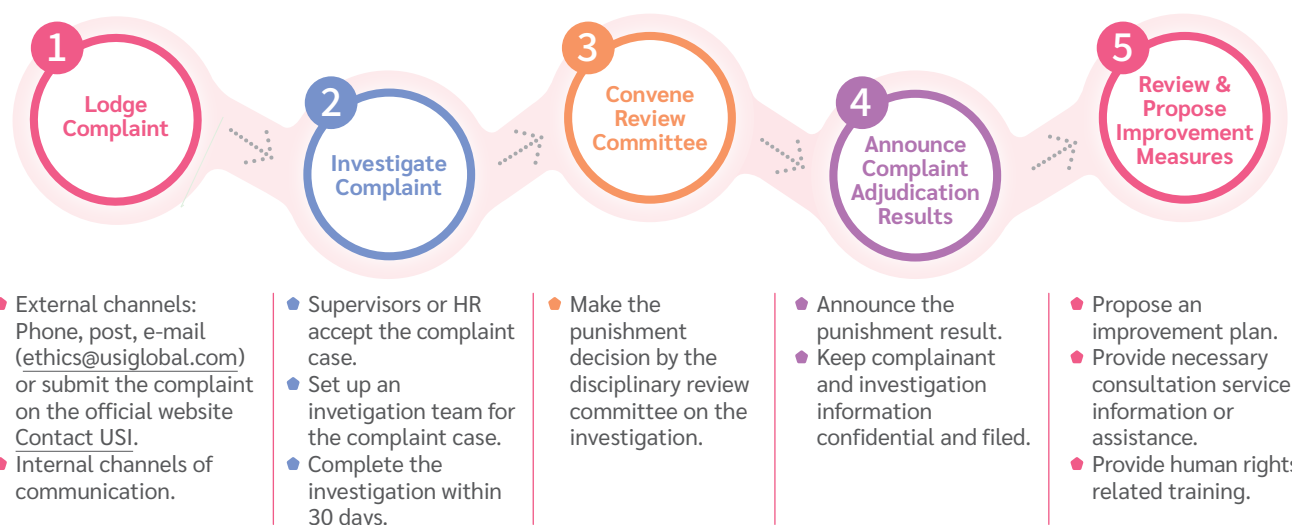 1
Lodge
Complaint
2
Investigate
Complaint
3
Convene
Review
Committee
4
Announce
Complaint
Adjudication
Results
5
Review &
Propose
Improvement
Measures
External channels:
Phone, post, e-mail
(ethics@usiglobal.com)
or submit the complaint
on the official website
Contact USI.
Internal channels of
communication.
Supervisors or HR
accept the complaint
case.
Set up an
invetigation team for
the complaint case.
Complete the
investigation within
30 days.
Make the
punishment
decision by the
disciplinary review
committee on the
investigation.
Announce the
punishment result.
Keep complainant
and investigation
information
confidential and filed.
Propose an
improvement plan.
Provide necessary
consultation service
information or
assistance.
Provide human rights
related training.